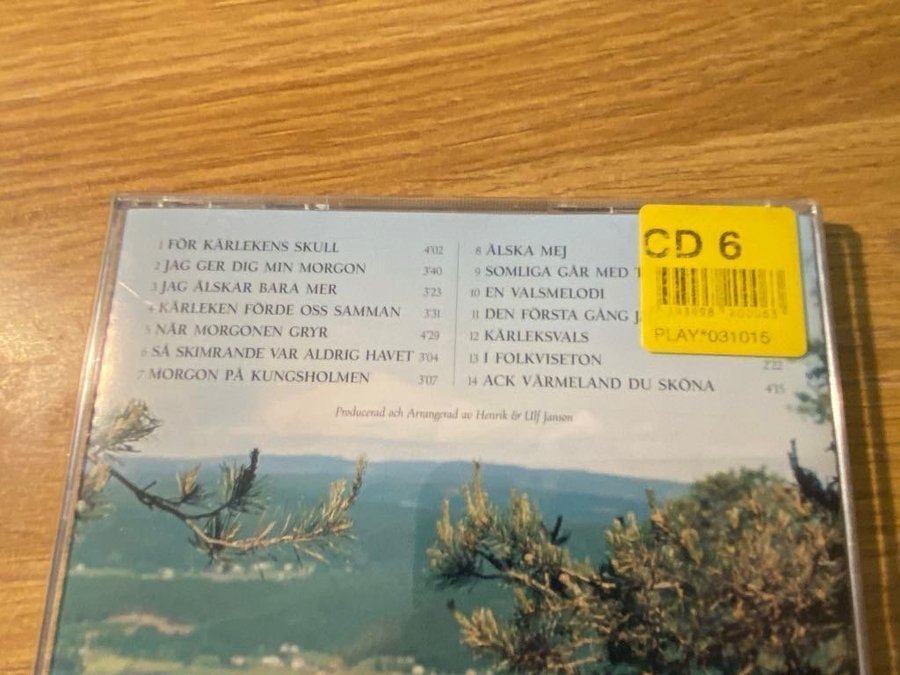 1 FÖR KÄRLEKENS SKULL 4'02
2 JAG GER DIG MIN MORGON 3'40
3 JAG ÄLSKAR BARA MER 3'23
4 KÄRLEKEN FÖRDE OSS SAMMAN 3'31
5 NÄR MORGONEN GRYR 4'29
6 SÅ SKIMRANDE VAR ALDRIG HAVET 3'04
7 MORGON PÅ KUNGSHOLMEN 3'07
8 ÄLSKA MEJ
9 SOMLIGA GÅR MED
10 EN VALSMELODI
11 DEN FÖRSTA GÅNG
12 KÄRLEKSVALS
13 I FOLKVISETON 2'22
14 ACK VÄRMELAND DU SKÖNA 4'15
Producerad och Arrangerad av Henrik & Ulf Janson
CD 6
PLAY*031015